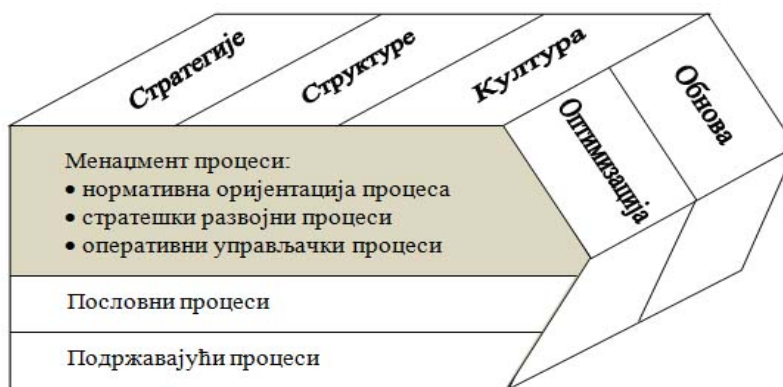 Стратегије
Структуре
Култура
Оптимизација
Обнова
Менаџмент процеси:
• нормативна оријентација процеса
• стратешки развојни процеси
• оперативни управљачки процеси
Пословни процеси
Подржавајући процеси